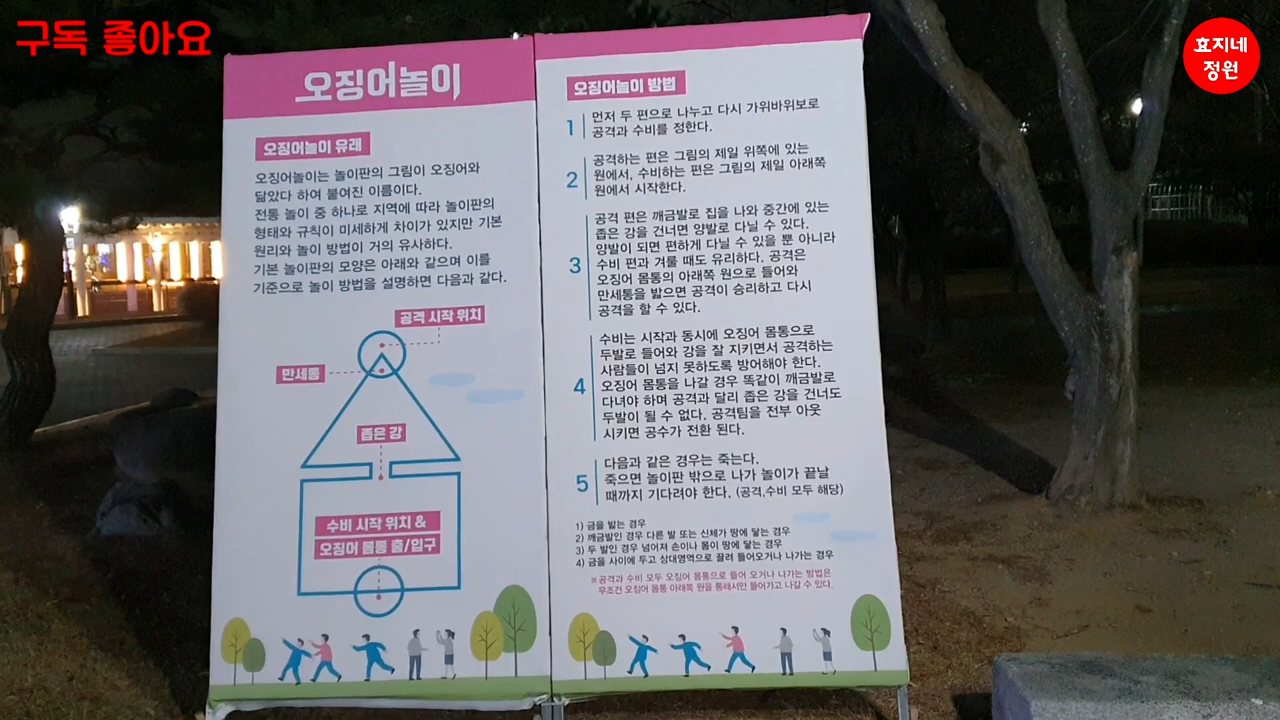 구독 좋아요
효지네
정원
오징어놀이
오징어놀이 유래
오징어놀이는 놀이판의 그림이 오징어와
닮았다 하여 붙여진 이름이다.
전통 놀이 중 하나로 지역에 따라 놀이판의
형태와 규칙이 미세하게 차이가 있지만 기본
원리와 놀이 방법이 거의 유사하다.
기본 놀이판의 모양은 아래와 같으며 이를
기준으로 놀이 방법을 설명하면 다음과 같다.
공격 시작 위치
만세통
좁은 강
수비 시작 위치 &
오징어 몸통 출/입구
오징어놀이 방법
1 먼저 두 편으로 나누고 다시 가위바위보로
공격과 수비를 정한다.
2 공격하는 편은 그림의 제일 위쪽에 있는
원에서, 수비하는 편은 그림의 제일 아래쪽
원에서 시작한다.
3 공격 편은 깨금발로 집을 나와 중간에 있는
좁은 강을 건너면 양발로 다닐 수 있다.
양발이 되면 편하게 다닐 수 있을 뿐 아니라
수비 편과 겨룰 때도 유리하다. 공격은
오징어 몸통의 아래쪽 원으로 들어와
만세통을 밟으면 공격이 승리하고 다시
공격을 할 수 있다.
4 수비는 시작과 동시에 오징어 몸통으로
두발로 들어와 강을 잘 지키면서 공격하는
사람들이 넘지 못하도록 방어해야 한다.
오징어 몸통을 나갈 경우 똑같이 깨금발로
다녀야 하며 공격과 달리 좁은 강을 건너도
두발이 될 수 없다. 공격팀을 전부 아웃
시키면 공수가 전환 된다.
5 다음과 같은 경우는 죽는다.
죽으면 놀이판 밖으로 나가 놀이가 끝날
때까지 기다려야 한다. (공격,수비 모두 해당)
1) 금을 밟는 경우
2) 깨금발인 경우 다른 발 또는 신체가 땅에 닿는 경우
3) 두 발인 경우 넘어져 손이나 몸이 땅에 닿는 경우
4) 금을 사이에 두고 상대영역으로 끌려 들어오거나 나가는 경우
※ 공격과 수비 모두 오징어 몸통으로 들어 오거나 나가는 방법은
무조건 오징어 몸통 아래쪽 원을 통해서만 들어가고 나갈 수 있다.